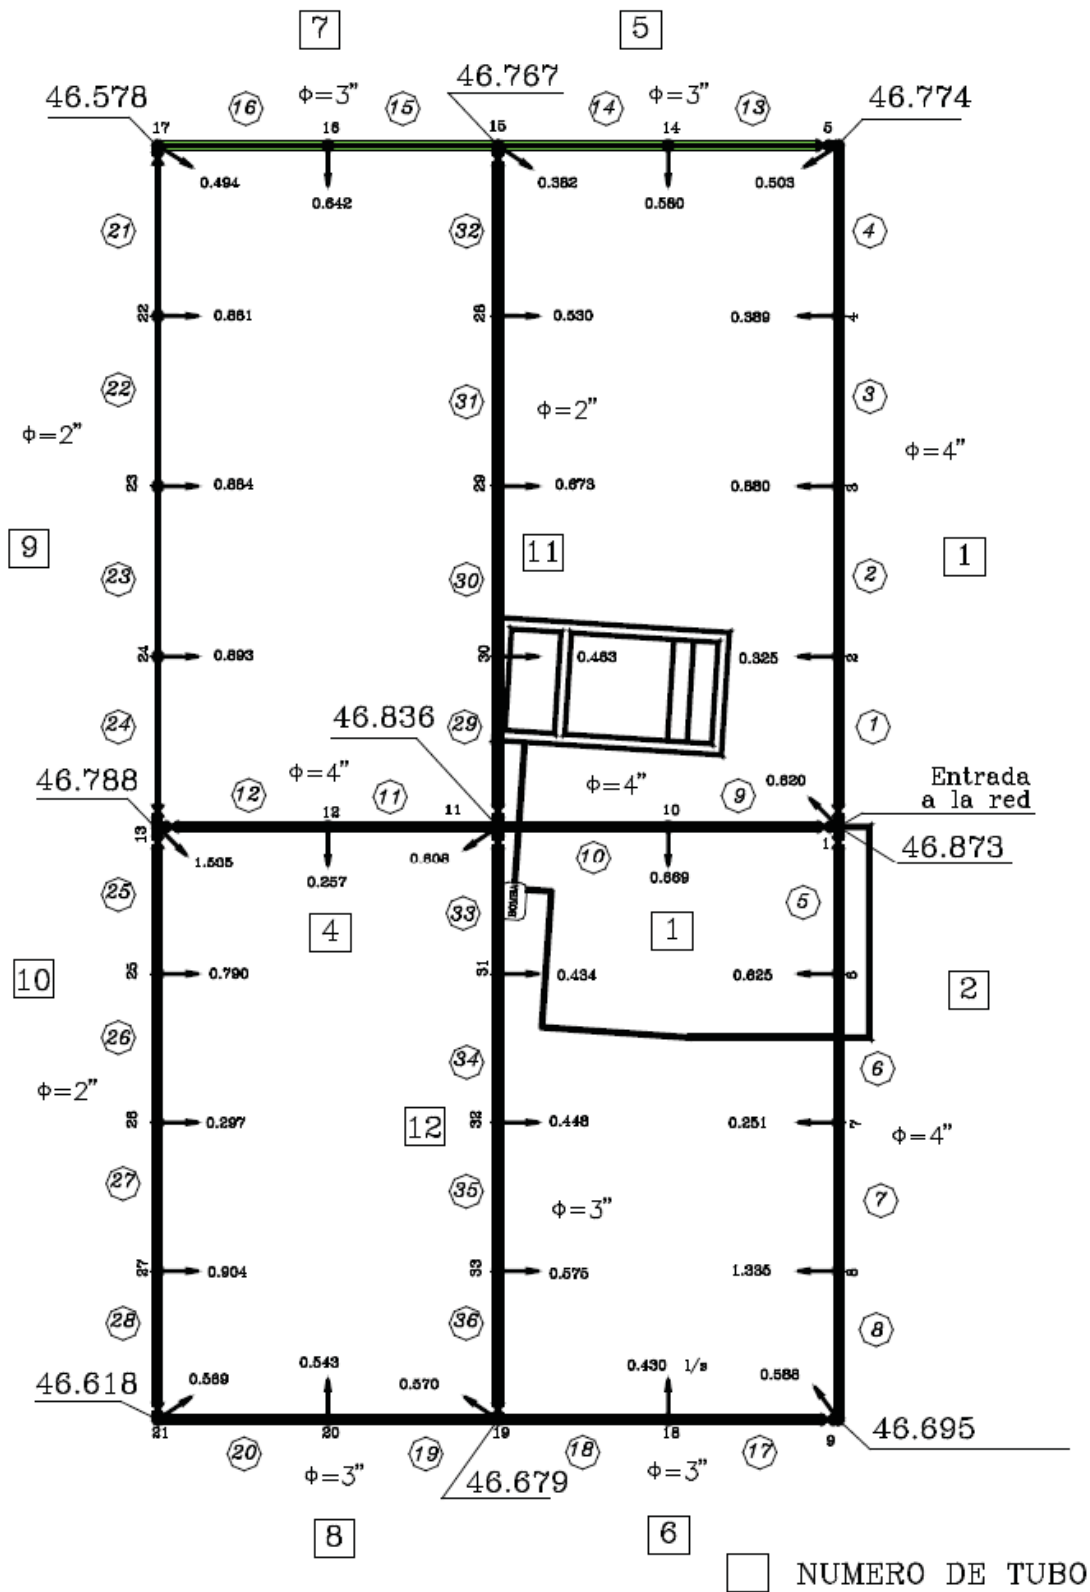 7 5
46.578 16 ϕ=3” 15 46.767 14 ϕ=3” 13 46.774
17 16 15 14 5
0.494 0.642 0.382 0.580 0.503
21 32 4
22 0.861 28 0.530 0.389 4
22 31 ϕ=2” 3
ϕ=2” ϕ=4”
23 0.864 29 0.673 0.880 3
9 11 1
23 30 2
24 0.893 30 0.463 0.325 2
24 46.836 29 1
46.788 ϕ=4” ϕ=4” 0.620 Entrada
a la red
12 11 9
13 12 11 10 1 46.873
1.535 0.257 0.608 10 0.669
25 4 33 BOMBA 1 5
10 25 0.790 31 0.434 0.625 6 2
26 34 6
ϕ=2” 26 0.297 12 32 0.448 0.251 7 ϕ=4”
27 35 ϕ=3” 7
27 0.904 33 0.575 1.335 8
28 36 8
46.618 0.569 0.543 0.570 0.430 l/s 0.588
21 20 19 18 9 46.695
20 ϕ=3” 19 46.679 18 ϕ=3” 17
8 6
NUMERO DE TUBO